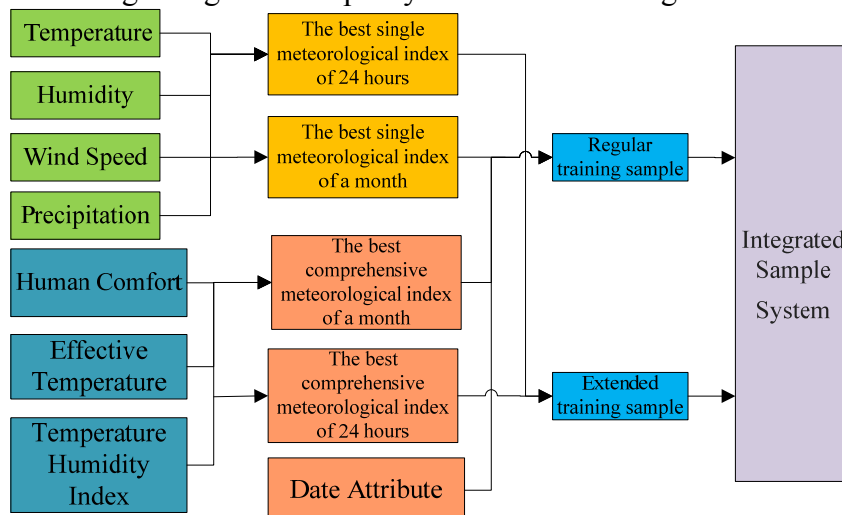 Temperature
Humidity
Wind Speed
Precipitation
Human Comfort
Effective
Temperature
Temperature
Humidity
Index
The best single
meteorological index
of 24 hours
The best single
meteorological index
of a month
The best
comprehensive
meteorological index
of a month
The best
comprehensive
meteorological index
of 24 hours
Date Attribute
Regular
training sample
Extended
training sample
Integrated
Sample
System